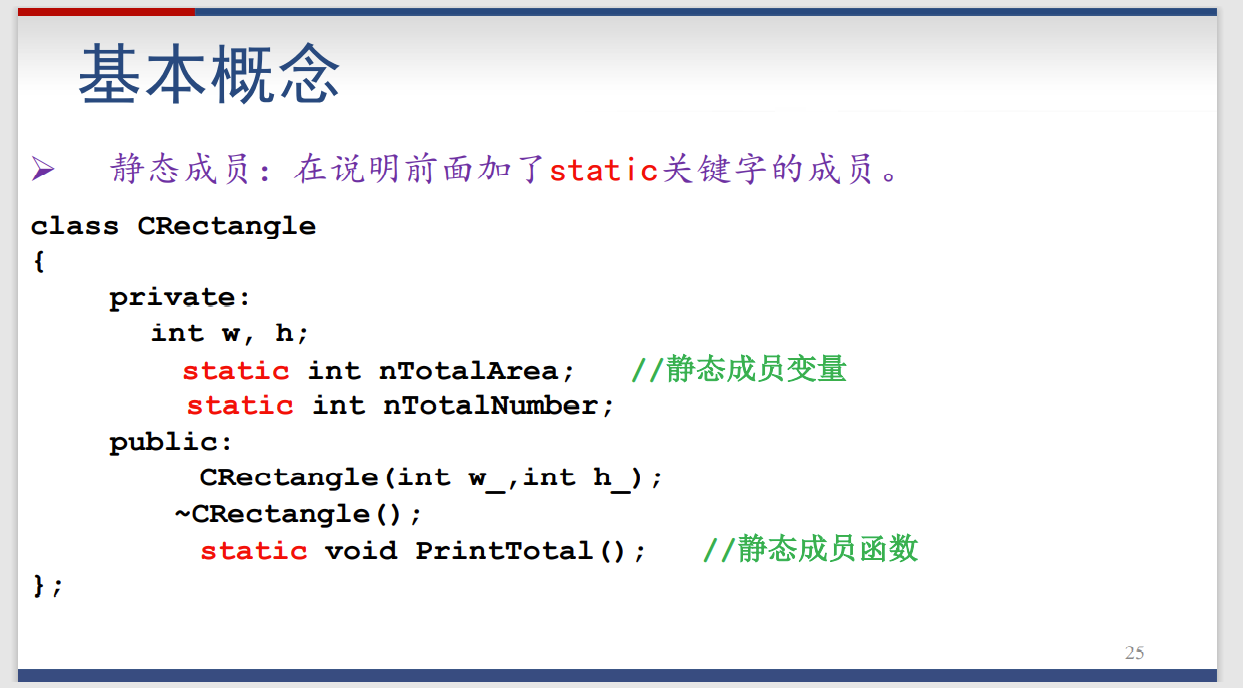 基本概念
➢ 静态成员：在说明前面加了static关键字的成员。
class CRectangle
{
private:
int w, h;
static int nTotalArea; //静态成员变量
static int nTotalNumber;
public:
CRectangle(int w_,int h_);
~CRectangle();
static void PrintTotal(); //静态成员函数
};
25